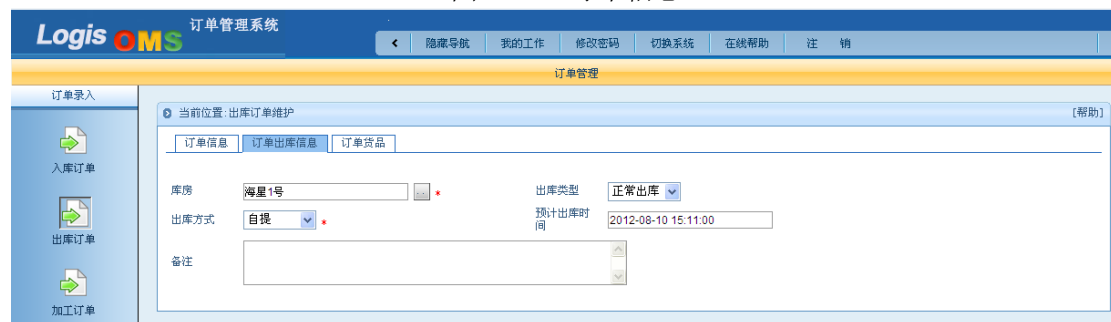 Logis OMS 订单管理系统
隐藏导航 我的工作 修改密码 切换系统 在线帮助 注 销
订单管理
订单录入
当前位置:出库订单维护 [帮助]
订单信息 订单出库信息 订单货品
入库订单
库房 海星1号 .. * 出库类型 正常出库
出库方式 自提 * 预计出库时间 2012-08-10 15:11:00
出库订单
备注
加工订单